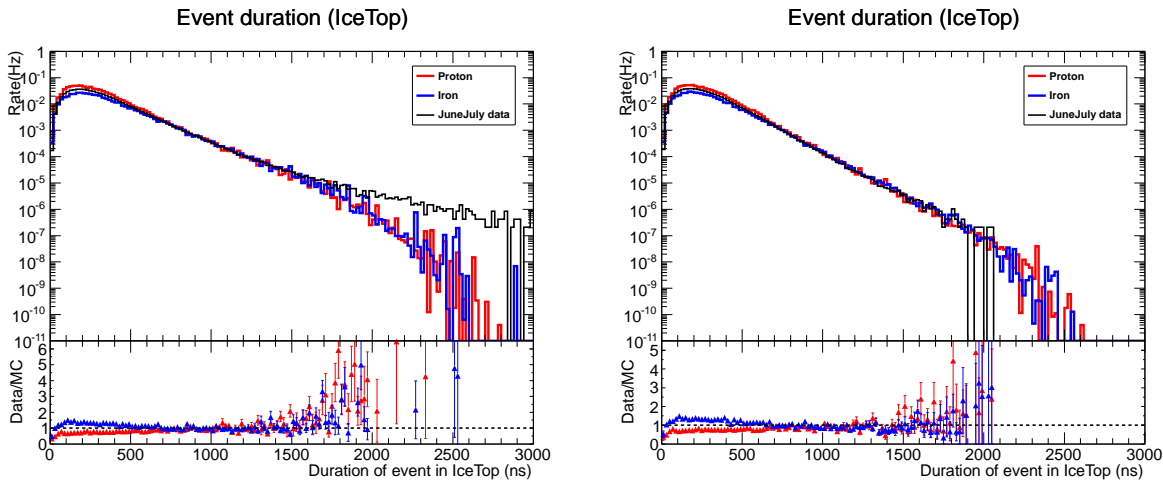 Event duration (IceTop)
Rate(Hz)
1
10^-1
10^-2
10^-3
10^-4
10^-5
10^-6
10^-7
10^-8
10^-9
10^-10
10^-11
Proton
Iron
JuneJuly data
Data/MC
6
5
4
3
2
1
0
0 500 1000 1500 2000 2500 3000
Duration of event in IceTop (ns)
Event duration (IceTop)
Rate(Hz)
1
10^-1
10^-2
10^-3
10^-4
10^-5
10^-6
10^-7
10^-8
10^-9
10^-10
10^-11
Proton
Iron
JuneJuly data
Data/MC
5
4
3
2
1
0
0 500 1000 1500 2000 2500 3000
Duration of event in IceTop (ns)